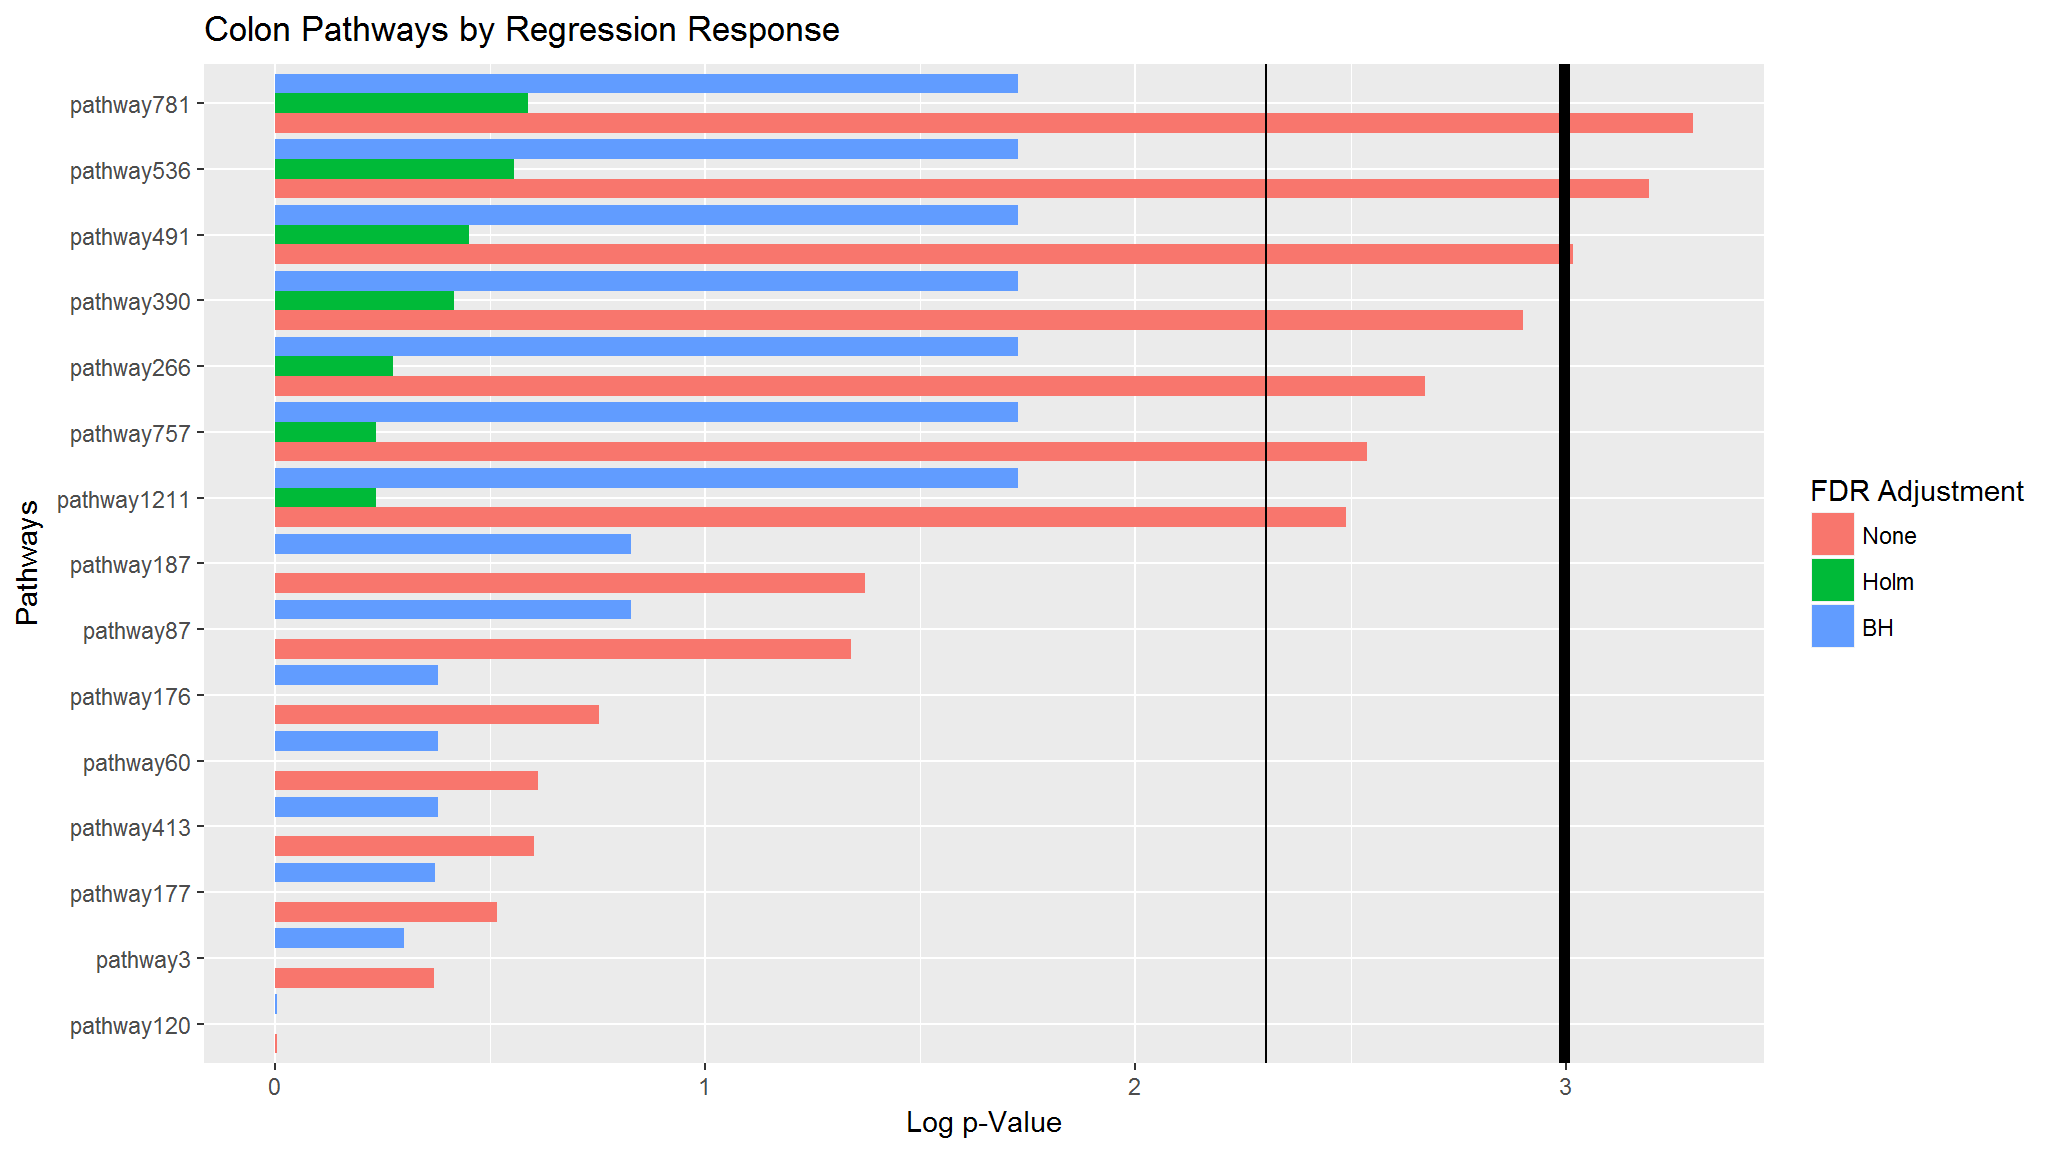 Colon Pathways by Regression Response
pathway781
pathway536
pathway491
pathway390
pathway266
pathway757
pathway1211
pathway187
pathway87
pathway176
pathway60
pathway413
pathway177
pathway3
pathway120
Pathways
0 1 2 3
Log p-Value
FDR Adjustment
None
Holm
BH